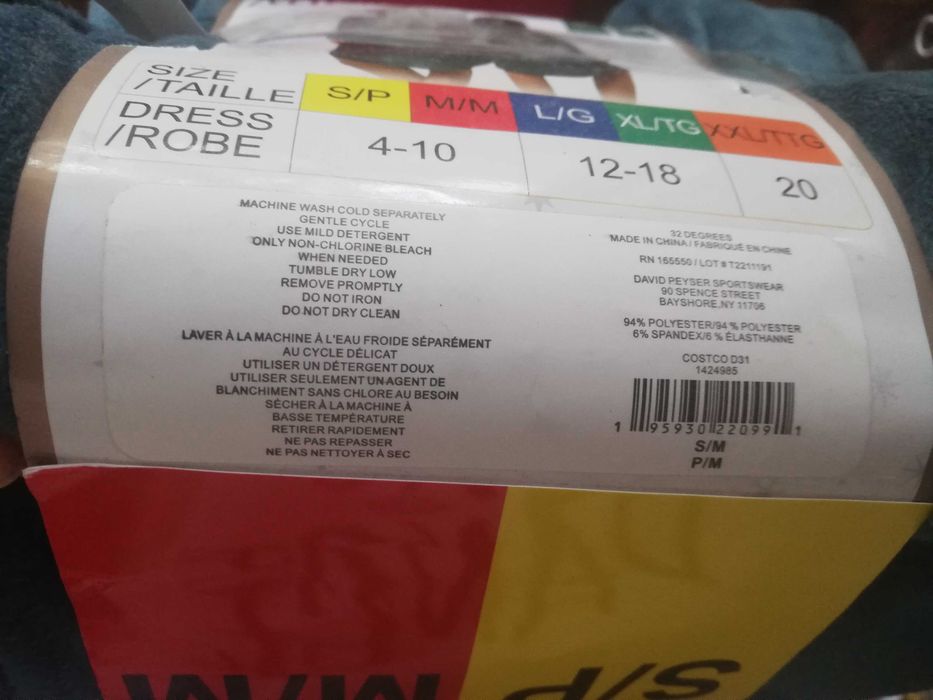 SIZE
/TAILLE
S/P
M/M
L/G
XL/TG
XXL/TTG
DRESS
/ROBE
4-10
12-18
20
MACHINE WASH COLD SEPARATELY
GENTLE CYCLE
USE MILD DETERGENT
ONLY NON-CHLORINE BLEACH
WHEN NEEDED
TUMBLE DRY LOW
REMOVE PROMPTLY
DO NOT IRON
DO NOT DRY CLEAN
LAVER À LA MACHINE À L'EAU FROIDE SÉPARÉMENT
AU CYCLE DÉLICAT
UTILISER UN DÉTERGENT DOUX
UTILISER SEULEMENT UN AGENT DE
BLANCHIMENT SANS CHLORE AU BESOIN
SÉCHER À LA MACHINE À
BASSE TEMPÉRATURE
RETIRER RAPIDEMENT
NE PAS REPASSER
NE PAS NETTOYER À SEC
32 DEGREES
MADE IN CHINA / FABRIQUÉ EN CHINE
RN 165550 / LOT # T2211191
DAVID PEYSER SPORTSWEAR
90 SPENCE STREET
BAYSHORE, NY 11706
94% POLYESTER/94 % POLYESTER
6% SPANDEX/6 % ÉLASTHANNE
COSTCO D31
1424985
1 95930 22099 1
S/M
P/M
S/P
M/M